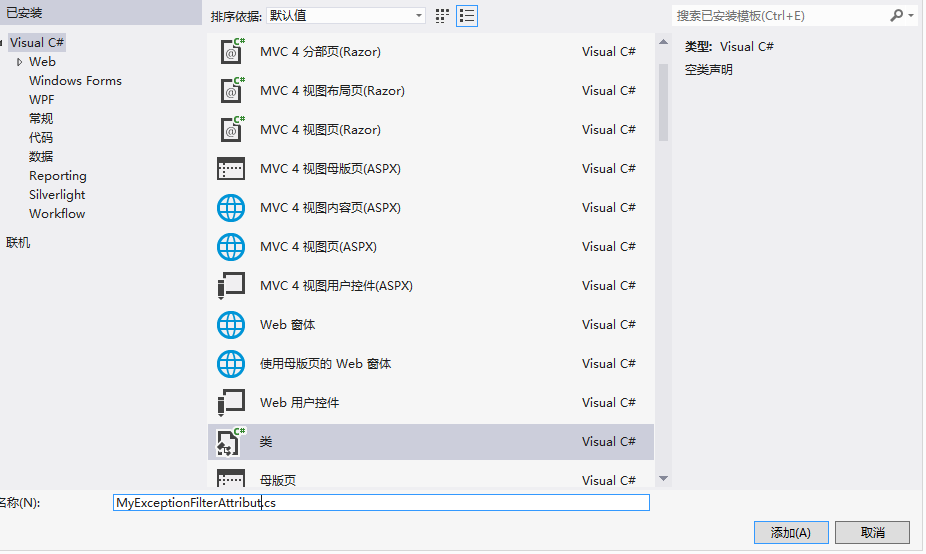 已安装
排序依据: 默认值
搜索已安装模板(Ctrl+E)
Visual C#
Web
Windows Forms
WPF
常规
代码
数据
Reporting
Silverlight
Workflow
联机
MVC 4 分部页(Razor) Visual C#
MVC 4 视图布局页(Razor) Visual C#
MVC 4 视图页(Razor) Visual C#
MVC 4 视图母版页(ASPX) Visual C#
MVC 4 视图内容页(ASPX) Visual C#
MVC 4 视图页(ASPX) Visual C#
MVC 4 视图用户控件(ASPX) Visual C#
Web 窗体 Visual C#
使用母版页的 Web 窗体 Visual C#
Web 用户控件 Visual C#
类 Visual C#
母版页 Visual C#
类型: Visual C#
空类声明
名称(N): MyExceptionFilterAttribut.cs
添加(A) 取消